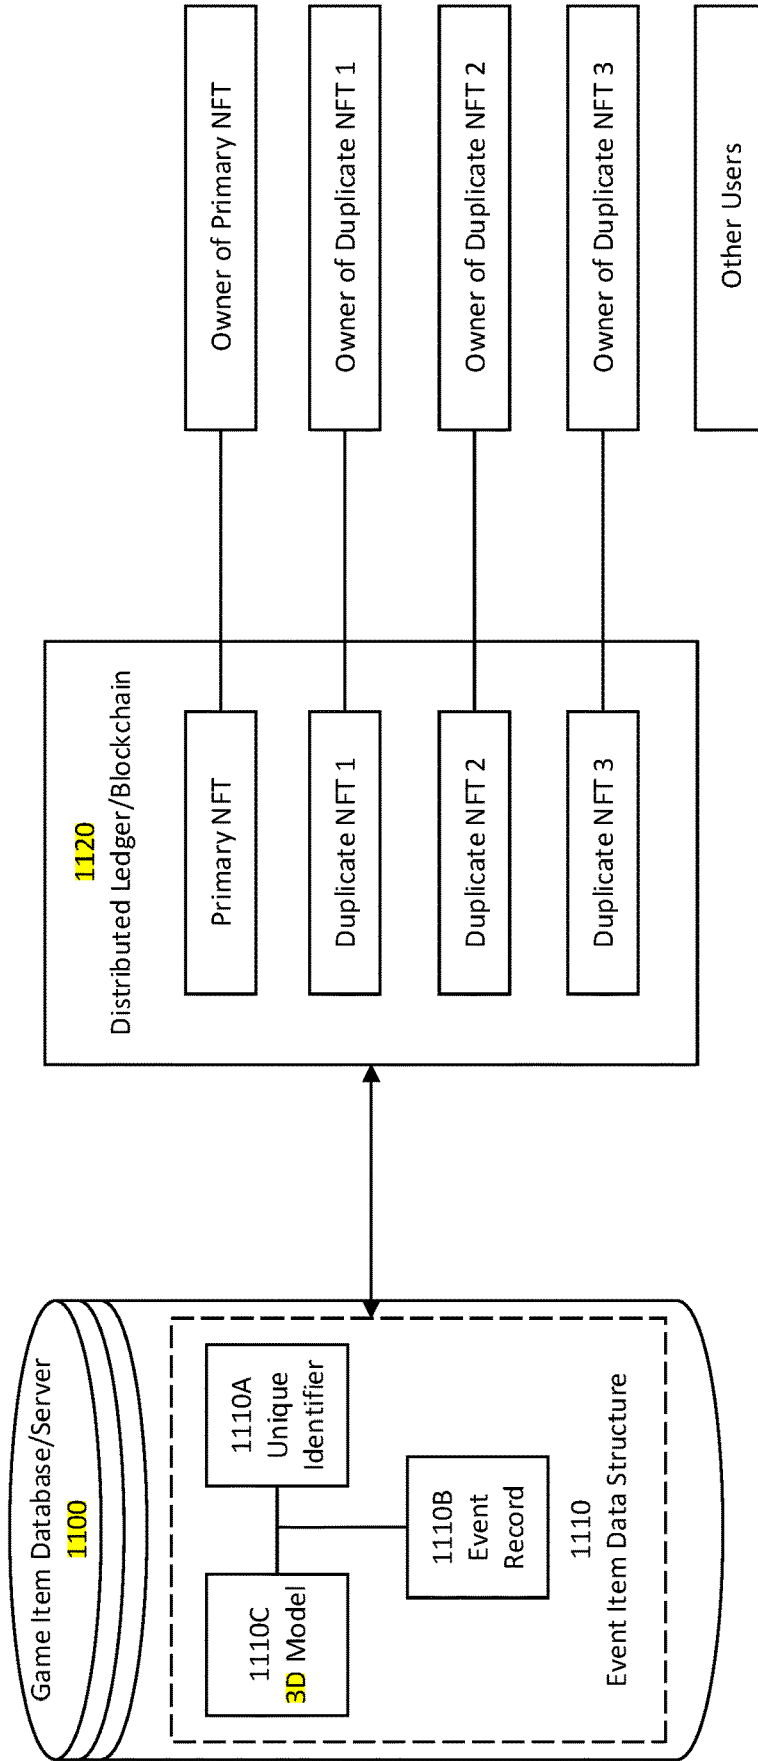 Game Item Database/Server
1100
1110C
3D Model
1110A
Unique
Identifier
1110B
Event
Record
1110
Event Item Data Structure
1120
Distributed Ledger/Blockchain
Primary NFT
Duplicate NFT 1
Duplicate NFT 2
Duplicate NFT 3
Owner of Primary NFT
Owner of Duplicate NFT 1
Owner of Duplicate NFT 2
Owner of Duplicate NFT 3
Other Users